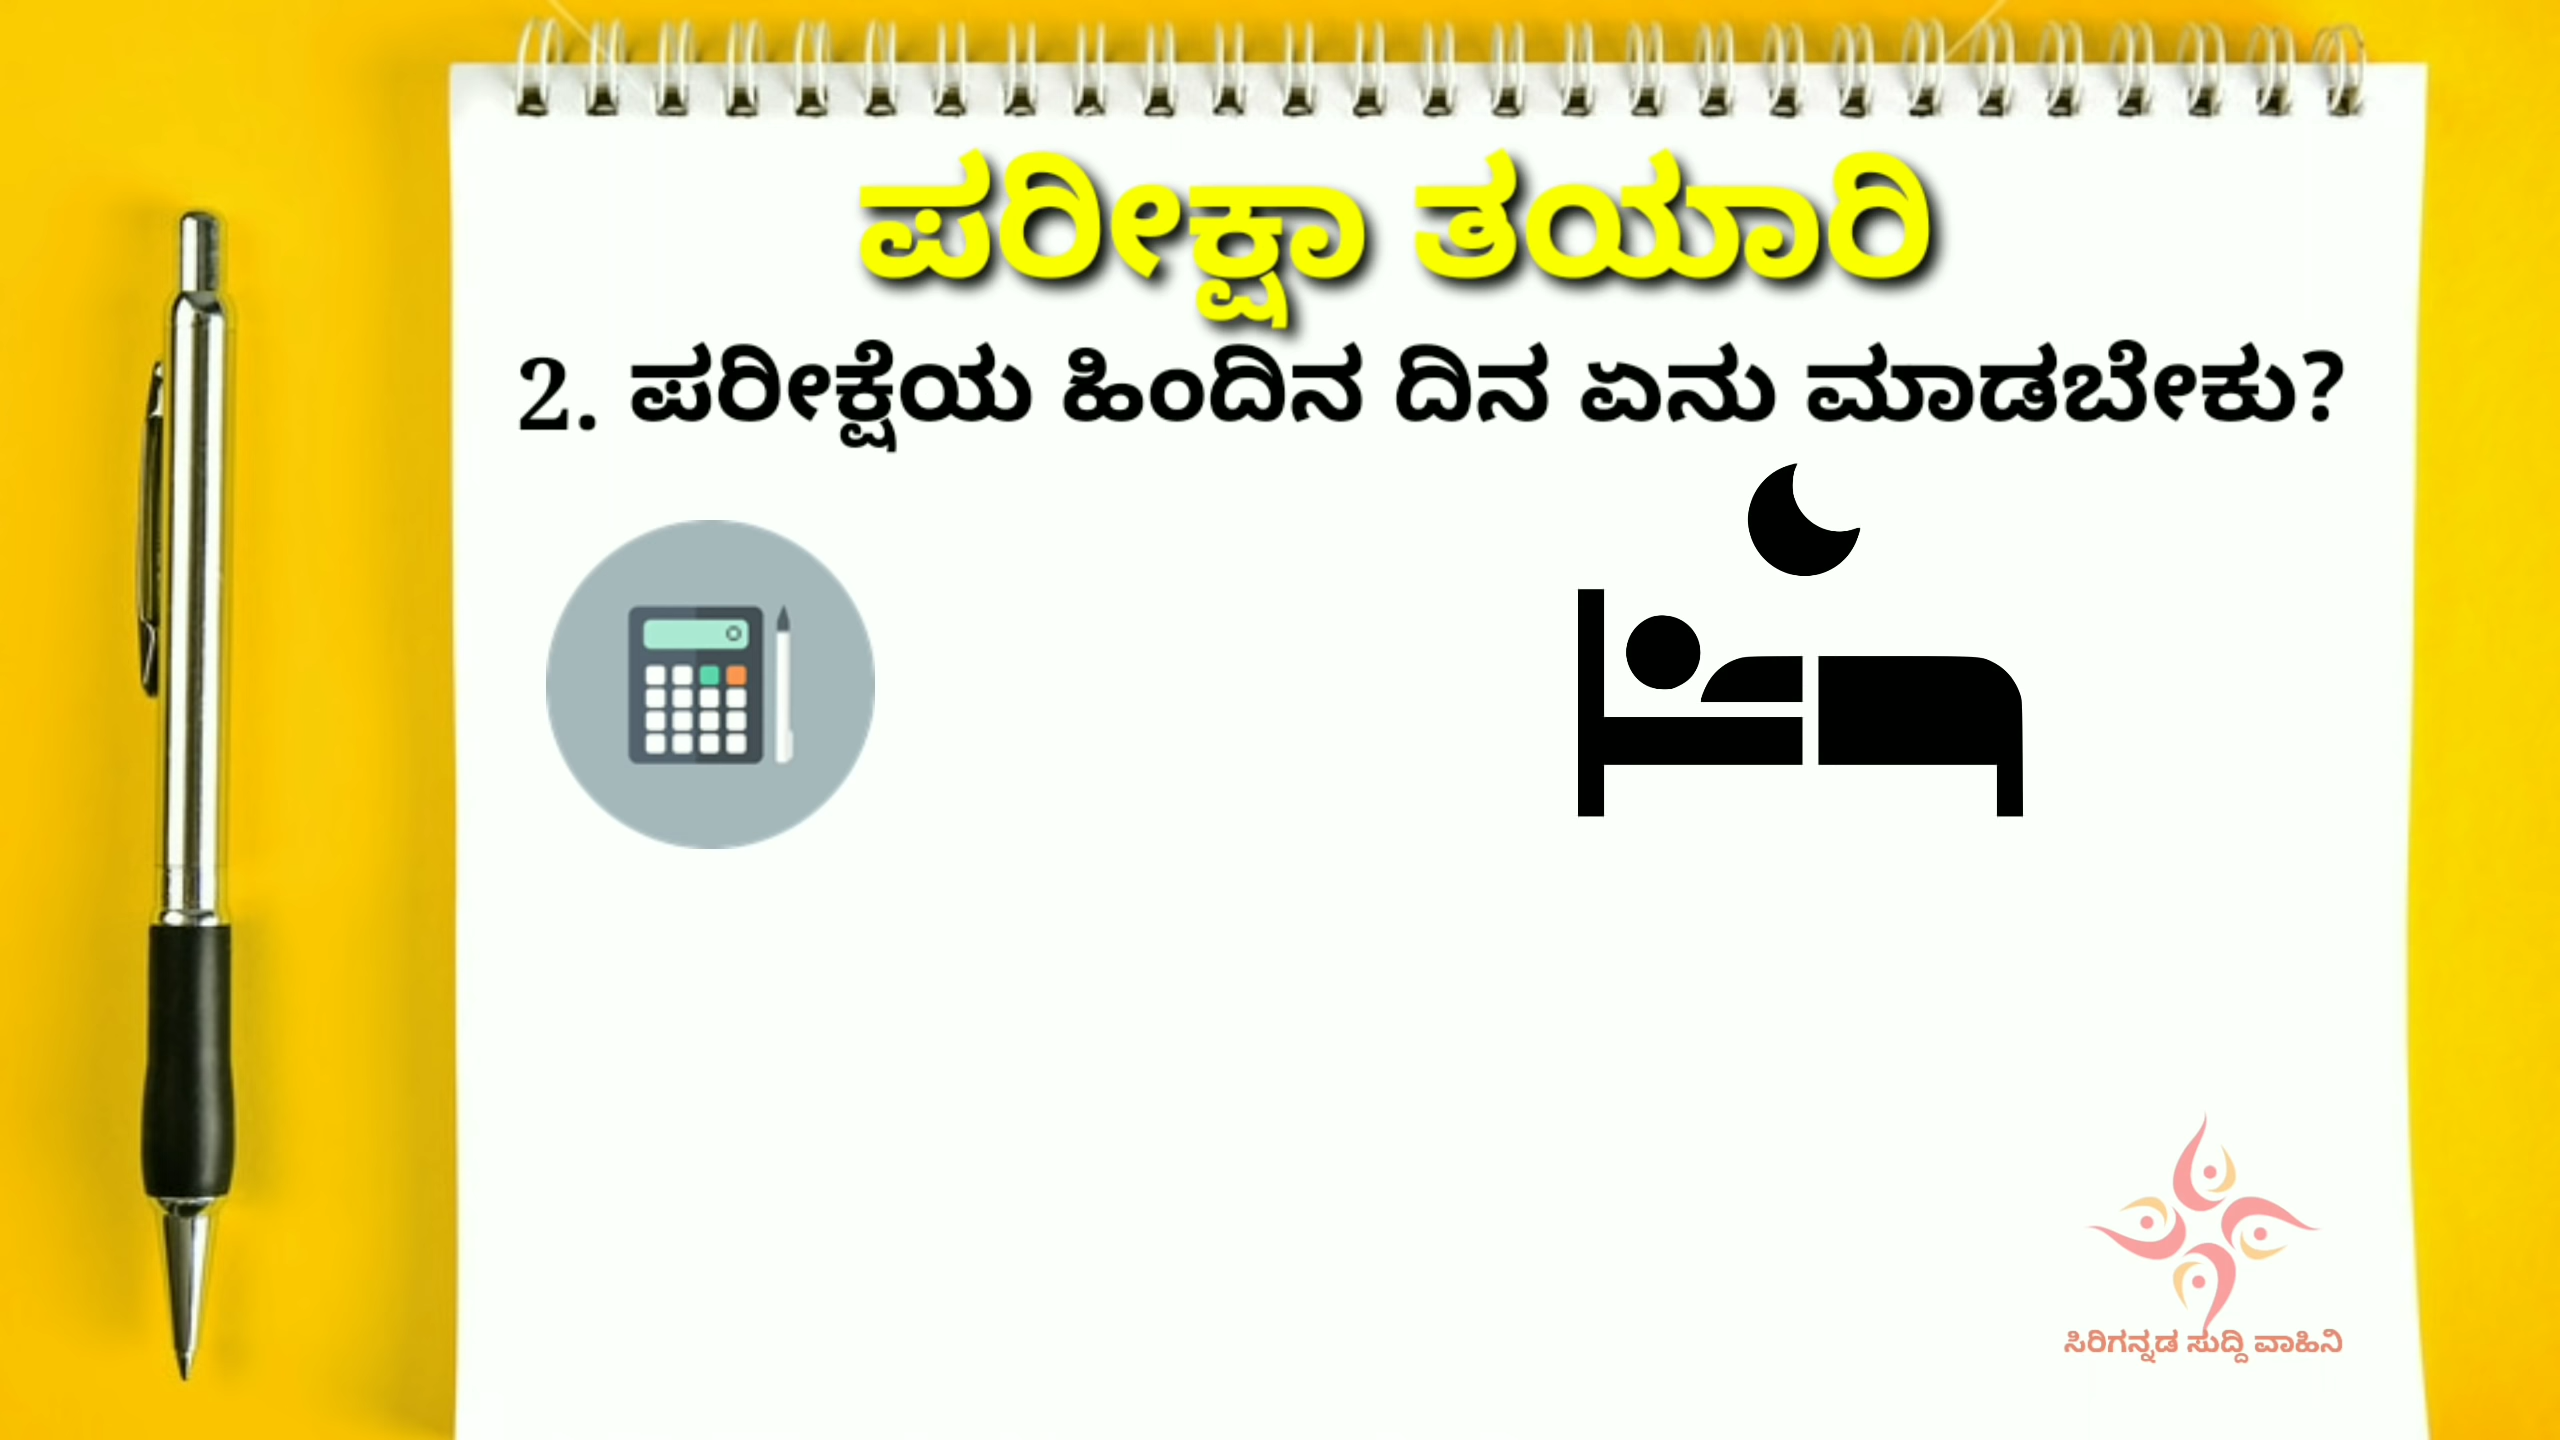 ಪರೀಕ್ಷಾ ತಯಾರಿ
2. ಪರೀಕ್ಷೆಯ ಹಿಂದಿನ ದಿನ ಏನು ಮಾಡಬೇಕು?
ಸಿರಿಗನ್ನಡ ಸುದ್ದಿ ವಾಹಿನಿ